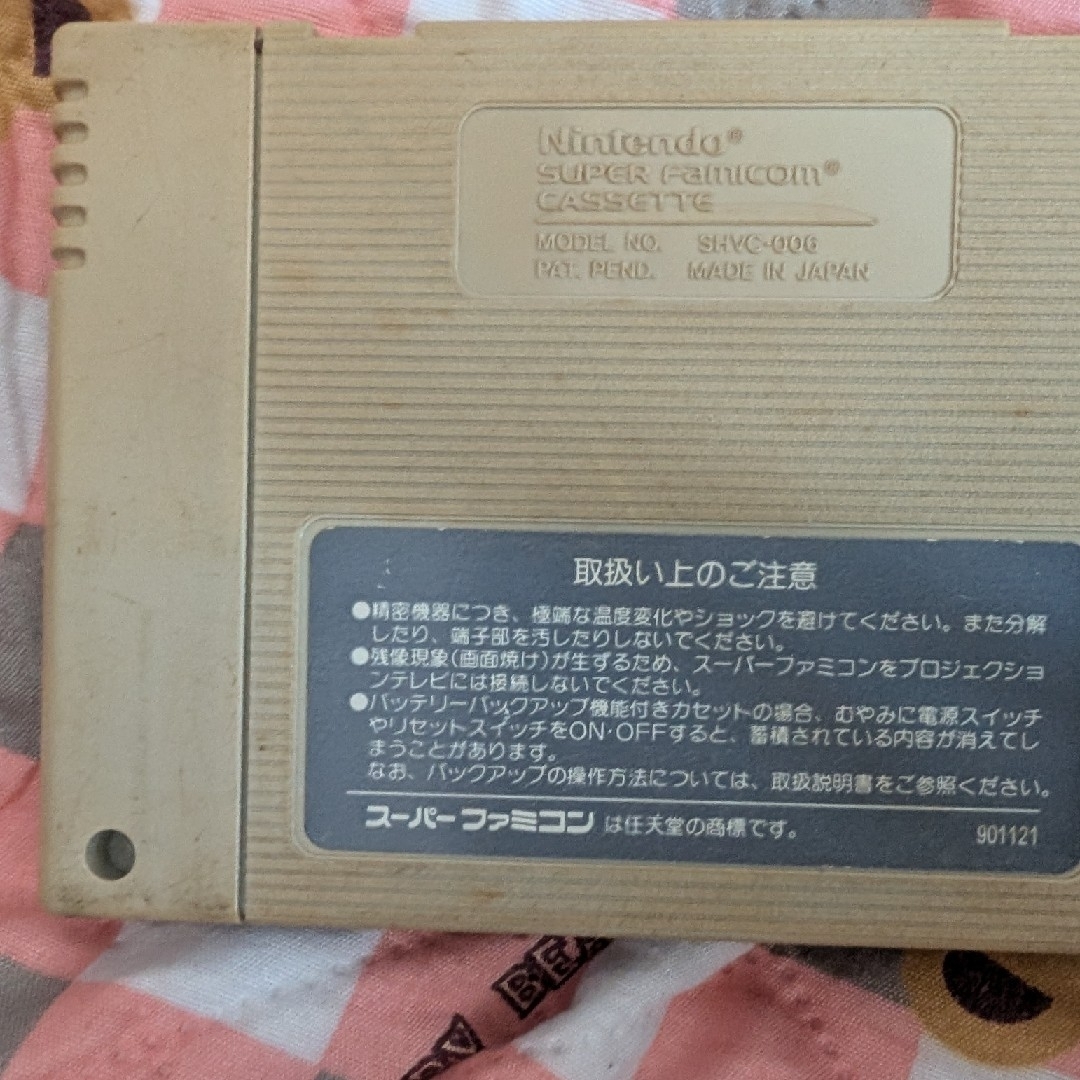 Nintendo®
SUPER FAMICOM®
CASSETTE
MODEL NO. SHVC-006
PAT. PEND. MADE IN JAPAN
取扱い上のご注意
●精密機器につき、極端な温度変化やショックを避けてください。また分解
したり、端子部を汚したりしないでください。
●残像現象(画面焼け)が生ずるため、スーパーファミコンをプロジェクショ
ンテレビには接続しないでください。
●バッテリーバックアップ機能付きカセットの場合、むやみに電源スイッチ
やリセットスイッチをON・OFFすると、蓄積されている内容が消えてし
まうことがあります。
なお、バックアップの操作方法については、取扱説明書をご参照ください。
スーパーファミコン は任天堂の商標です。 901121